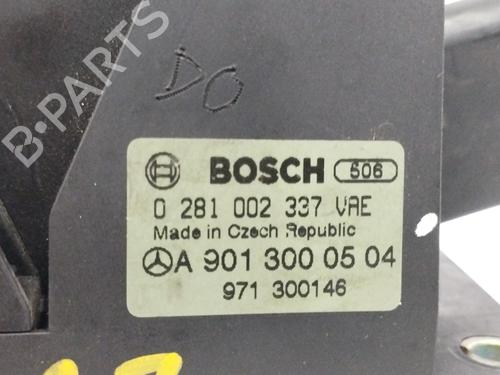 DO
B-PARTS
BOSCH 506
0 281 002 337 VAE
Made in Czech Republic
A 901 300 05 04
971 300146